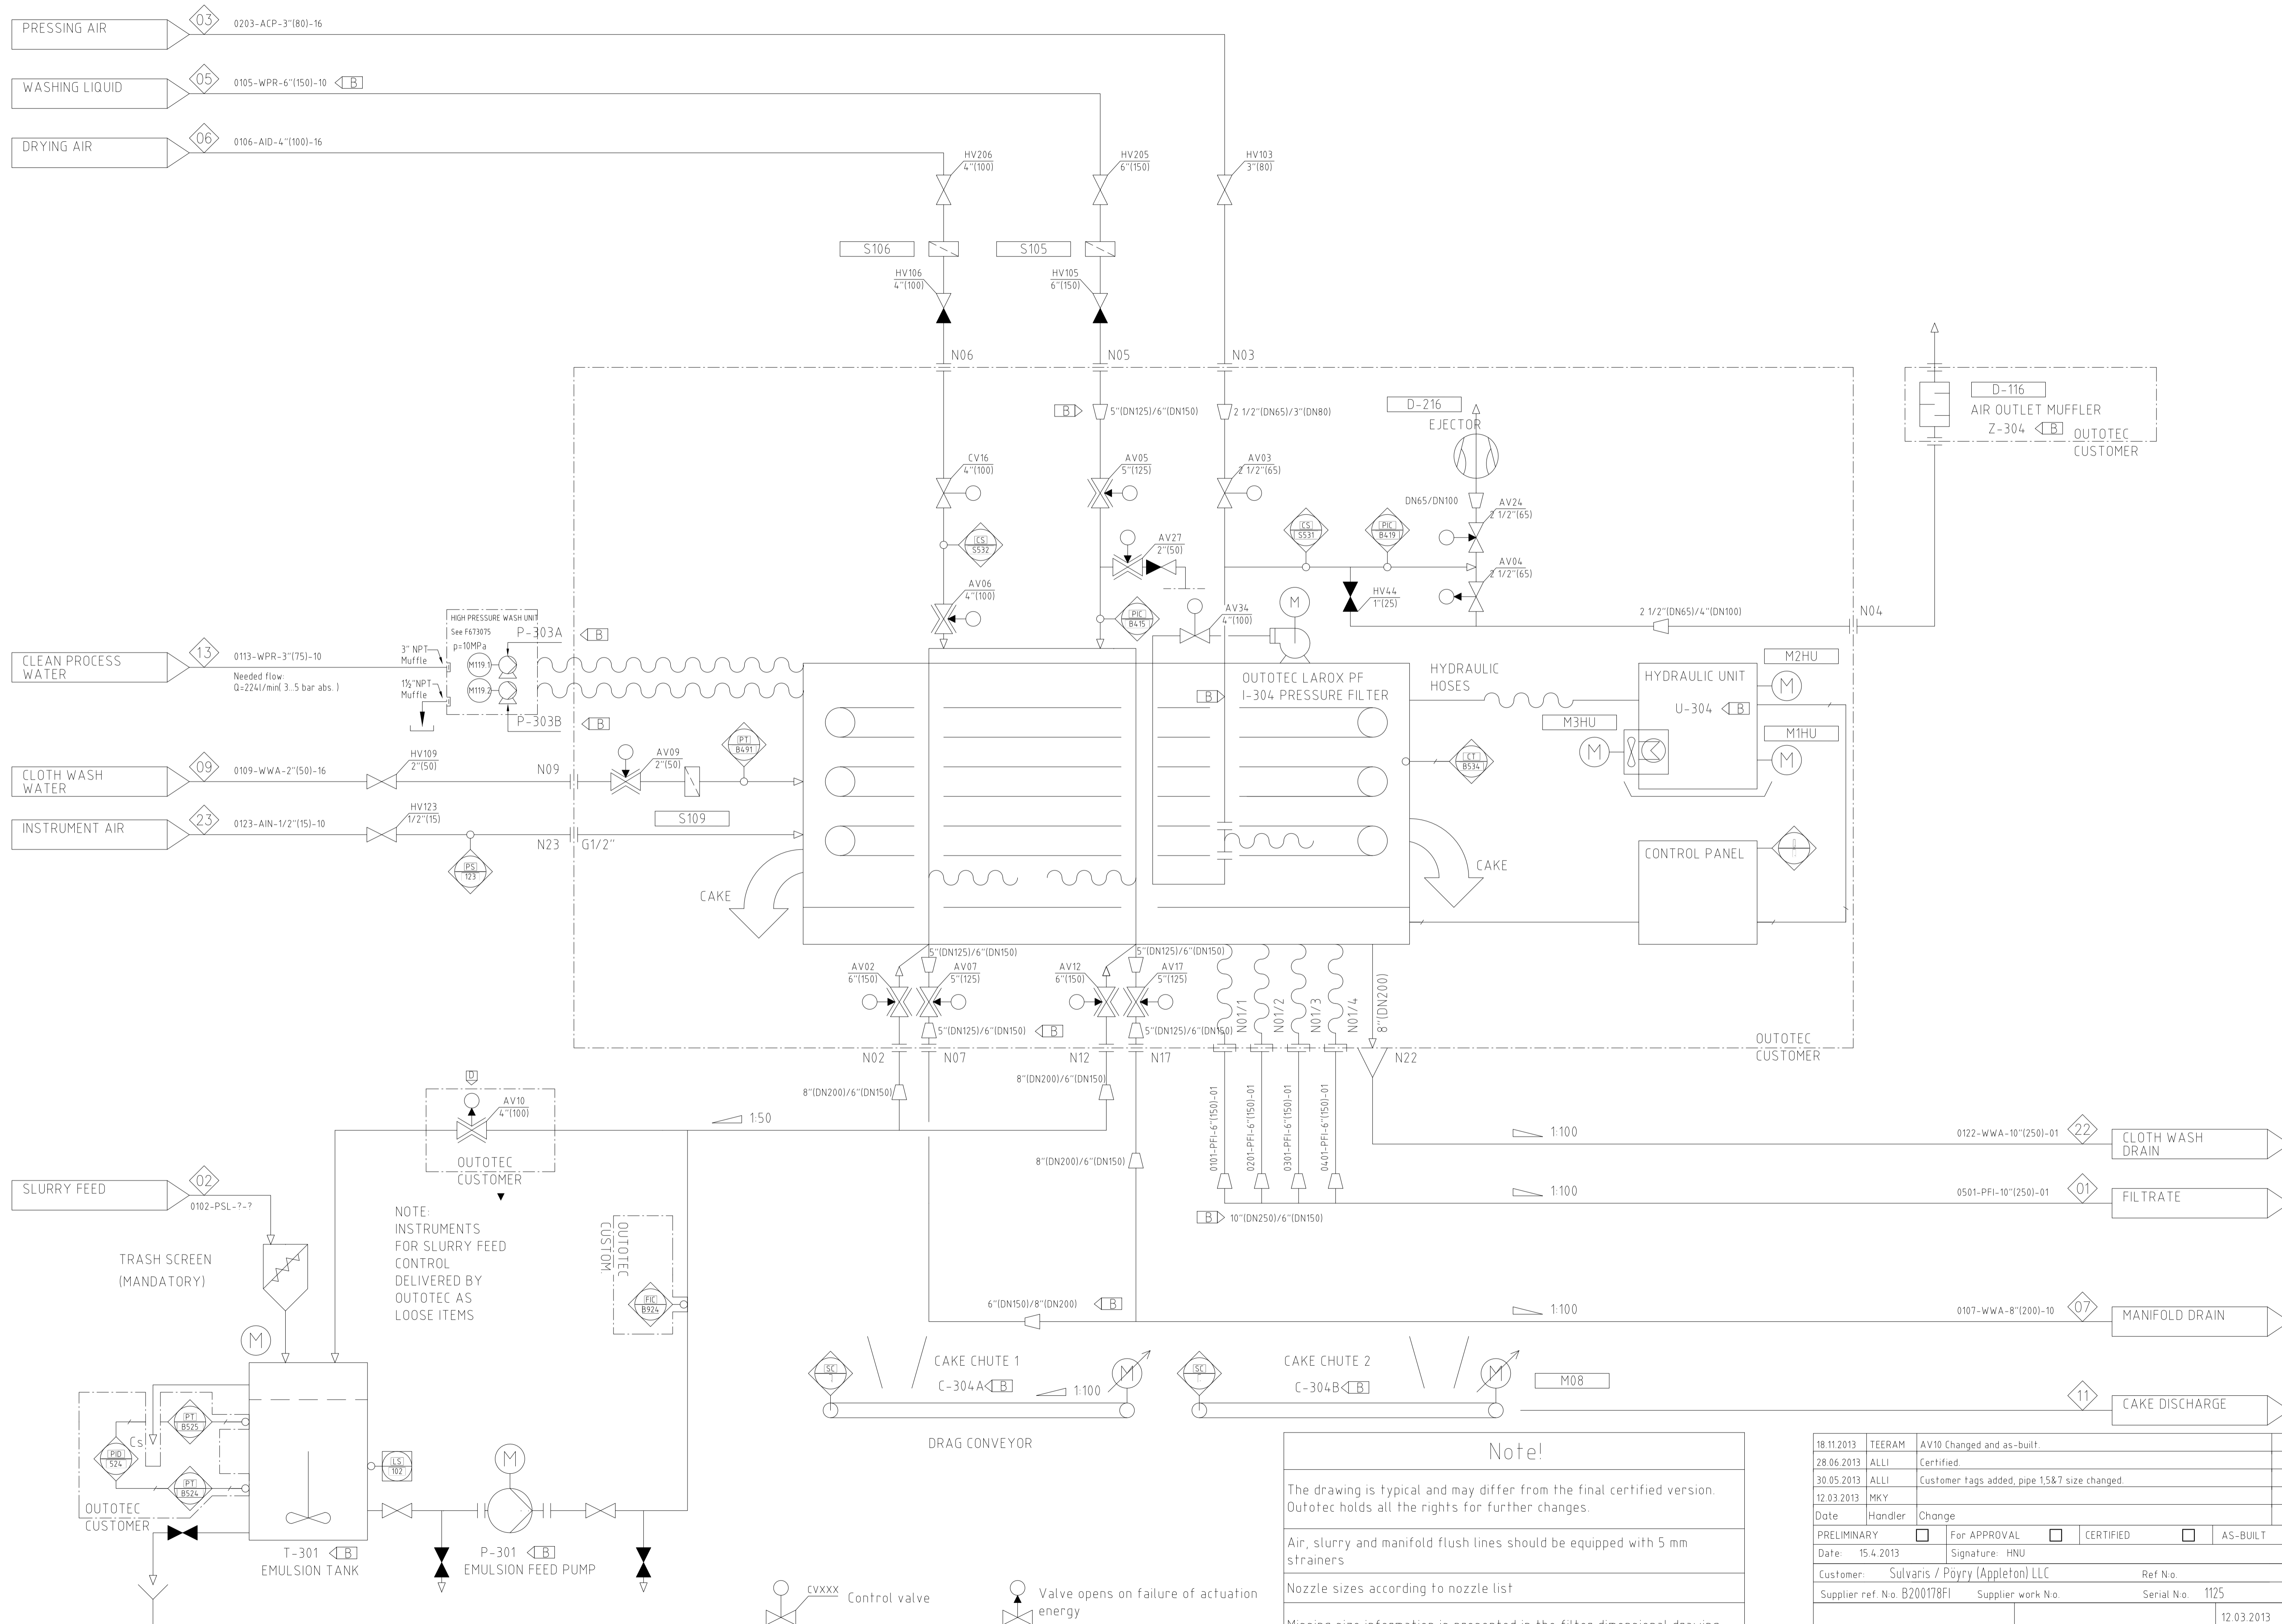 PRESSING AIR
03
0203-ACP-3"(80)-16
WASHING LIQUID
05
0105-WPR-6"(150)-10
B
DRYING AIR
06
0106-AID-4"(100)-16
HV206
4"(100)
HV205
6"(150)
HV103
3"(80)
S106
S105
HV106
4"(100)
HV105
6"(150)
N06
N05
N03
B
5"(DN125)/6"(DN150)
2 1/2"(DN65)/3"(DN80)
D-216
EJECTOR
D-116
AIR OUTLET MUFFLER
Z-304
B
OUTOTEC
CUSTOMER
CV16
4"(100)
AV05
5"(125)
AV03
2 1/2"(65)
DN65/DN100
AV24
2 1/2"(65)
CS
S532
AV27
2"(50)
CS
S531
PIC
B419
AV04
2 1/2"(65)
AV06
4"(100)
PIC
B415
AV34
4"(100)
M
HV44
1"(25)
2 1/2"(DN65)/4"(DN100)
N04
HIGH PRESSURE WASH UNIT
See F673075
p=10MPa
P-303A
B
M119.1
M119.2
P-303B
B
3" NPT
Muffle
1½"NPT
Muffle
CLEAN PROCESS
WATER
13
0113-WPR-3"(75)-10
Needed flow:
Q=224l/min( 3...5 bar abs. )
OUTOTEC LAROX PF
I-304 PRESSURE FILTER
B
HYDRAULIC
HOSES
HYDRAULIC UNIT
U-304
B
M2HU
M
M3HU
M
M1HU
M
CLOTH WASH
WATER
09
0109-WWA-2"(50)-16
HV109
2"(50)
N09
AV09
2"(50)
PT
B491
S109
CT
B534
INSTRUMENT AIR
23
0123-AIN-1/2"(15)-10
HV123
1/2"(15)
N23
G1/2"
PS
123
CAKE
CAKE
CONTROL PANEL
5"(DN125)/6"(DN150)
5"(DN125)/6"(DN150)
AV02
6"(150)
AV07
5"(125)
AV12
6"(150)
AV17
5"(125)
5"(DN125)/6"(DN150)
B
5"(DN125)/6"(DN150)
N01/1
N01/2
N01/3
N01/4
8"(DN200)
N02
N07
N12
N17
N22
OUTOTEC
CUSTOMER
8"(DN200)/6"(DN150)
8"(DN200)/6"(DN150)
D
AV10
4"(100)
OUTOTEC
CUSTOMER
1:50
0101-PFI-6"(150)-01
0201-PFI-6"(150)-01
0301-PFI-6"(150)-01
0401-PFI-6"(150)-01
8"(DN200)/6"(DN150)
1:100
0122-WWA-10"(250)-01
22
CLOTH WASH
DRAIN
SLURRY FEED
02
0102-PSL-?-?
1:100
0501-PFI-10"(250)-01
01
FILTRATE
B
10"(DN250)/6"(DN150)
NOTE:
INSTRUMENTS
FOR SLURRY FEED
CONTROL
DELIVERED BY
OUTOTEC AS
LOOSE ITEMS
OUTOTEC
CUSTOM.
FIC
B924
TRASH SCREEN
(MANDATORY)
6"(DN150)/8"(DN200)
B
1:100
0107-WWA-8"(200)-10
07
MANIFOLD DRAIN
M
SC
CAKE CHUTE 1
C-304A
B
1:100
M
SC
CAKE CHUTE 2
C-304B
B
M
M08
11
CAKE DISCHARGE
DRAG CONVEYOR
PT
B525
Cs
PID
524
PT
B524
OUTOTEC
CUSTOMER
LS
102
M
T-301
B
EMULSION TANK
P-301
B
EMULSION FEED PUMP
CVXXX
Control valve
Valve opens on failure of actuation
energy
Note!
The drawing is typical and may differ from the final certified version.
Outotec holds all the rights for further changes.
Air, slurry and manifold flush lines should be equipped with 5 mm
strainers
Nozzle sizes according to nozzle list
Missing size information is presented in the filter dimensional drawing
18.11.2013 TEERAM AV10 Changed and as-built.
28.06.2013 ALLI Certified.
30.05.2013 ALLI Customer tags added, pipe 1,5&7 size changed.
12.03.2013 MKY
Date Handler Change
PRELIMINARY For APPROVAL CERTIFIED AS-BUILT
Date: 15.4.2013 Signature: HNU
Customer: Sulvaris / Pöyry (Appleton) LLC Ref N:o.
Supplier ref. N:o. B200178FI Supplier work N:o. Serial N:o. 1125
12.03.2013